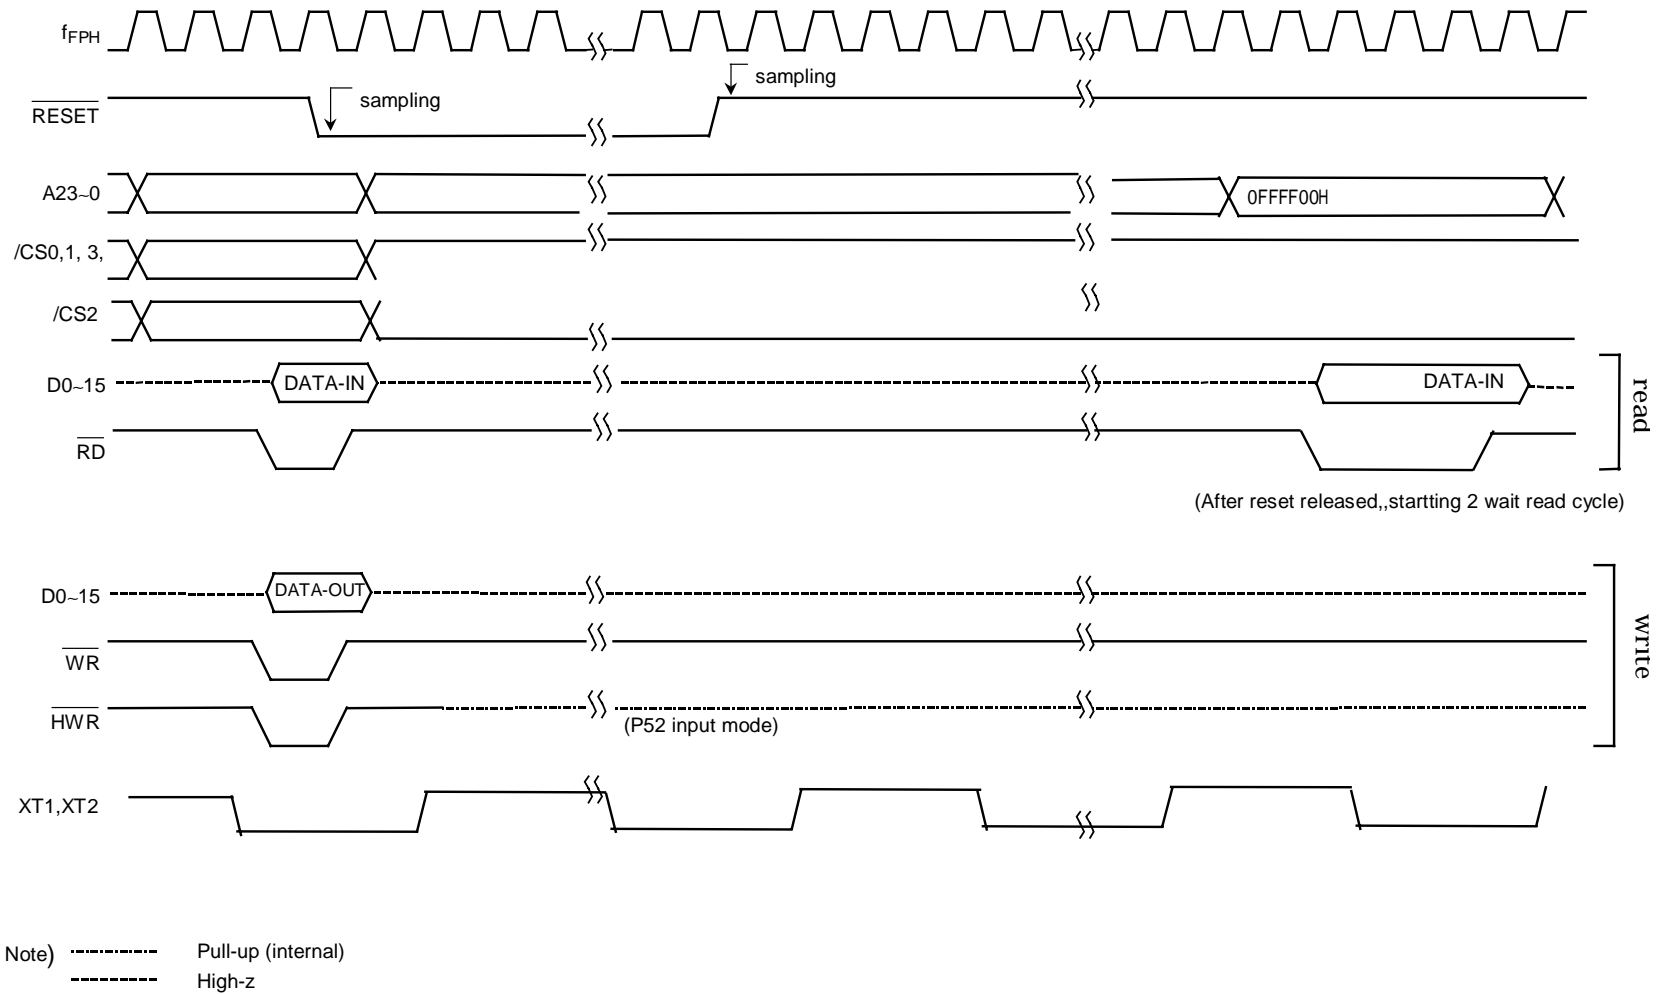 fFPH
sampling
RESET
sampling
A23~0
0FFFF00H
/CS0,1, 3,
/CS2
D0~15
DATA-IN
DATA-IN
read
RD
(After reset released,,startting 2 wait read cycle)
D0~15
DATA-OUT
write
WR
HWR
(P52 input mode)
XT1,XT2
Note) Pull-up (internal)
High-z